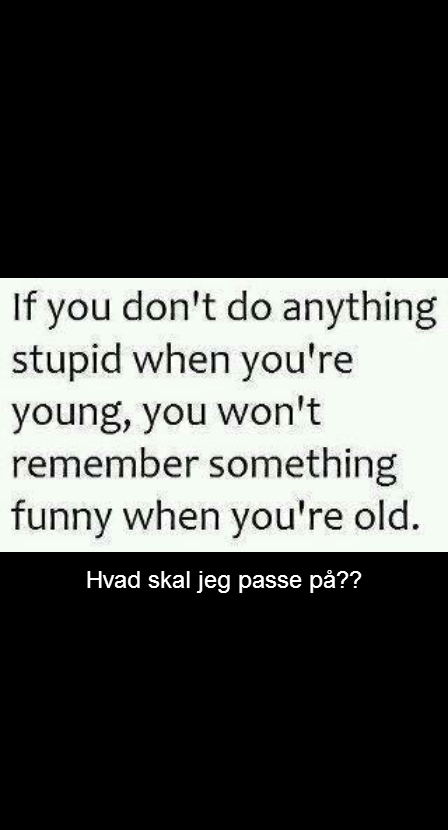 If you don't do anything
stupid when you're
young, you won't
remember something
funny when you're old.
Hvad skal jeg passe på??